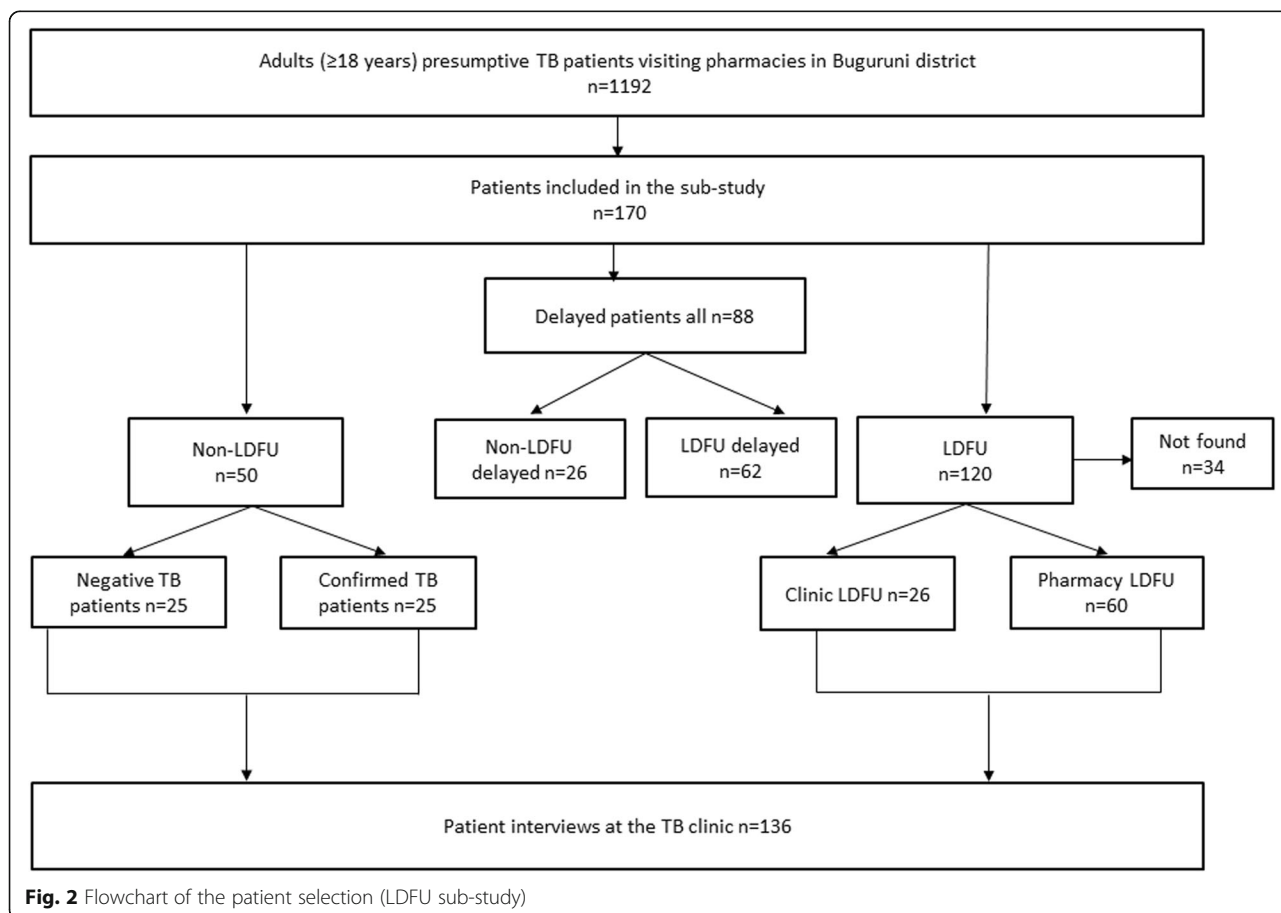 Adults (≥18 years) presumptive TB patients visiting pharmacies in Buguruni district
n=1192
Patients included in the sub-study
n=170
Delayed patients all n=88
Non-LDFU
n=50
Non-LDFU
delayed n=26
LDFU delayed
n=62
LDFU
n=120
Not found
n=34
Negative TB
patients n=25
Confirmed TB
patients n=25
Clinic LDFU n=26
Pharmacy LDFU
n=60
Patient interviews at the TB clinic n=136
Fig. 2 Flowchart of the patient selection (LDFU sub-study)